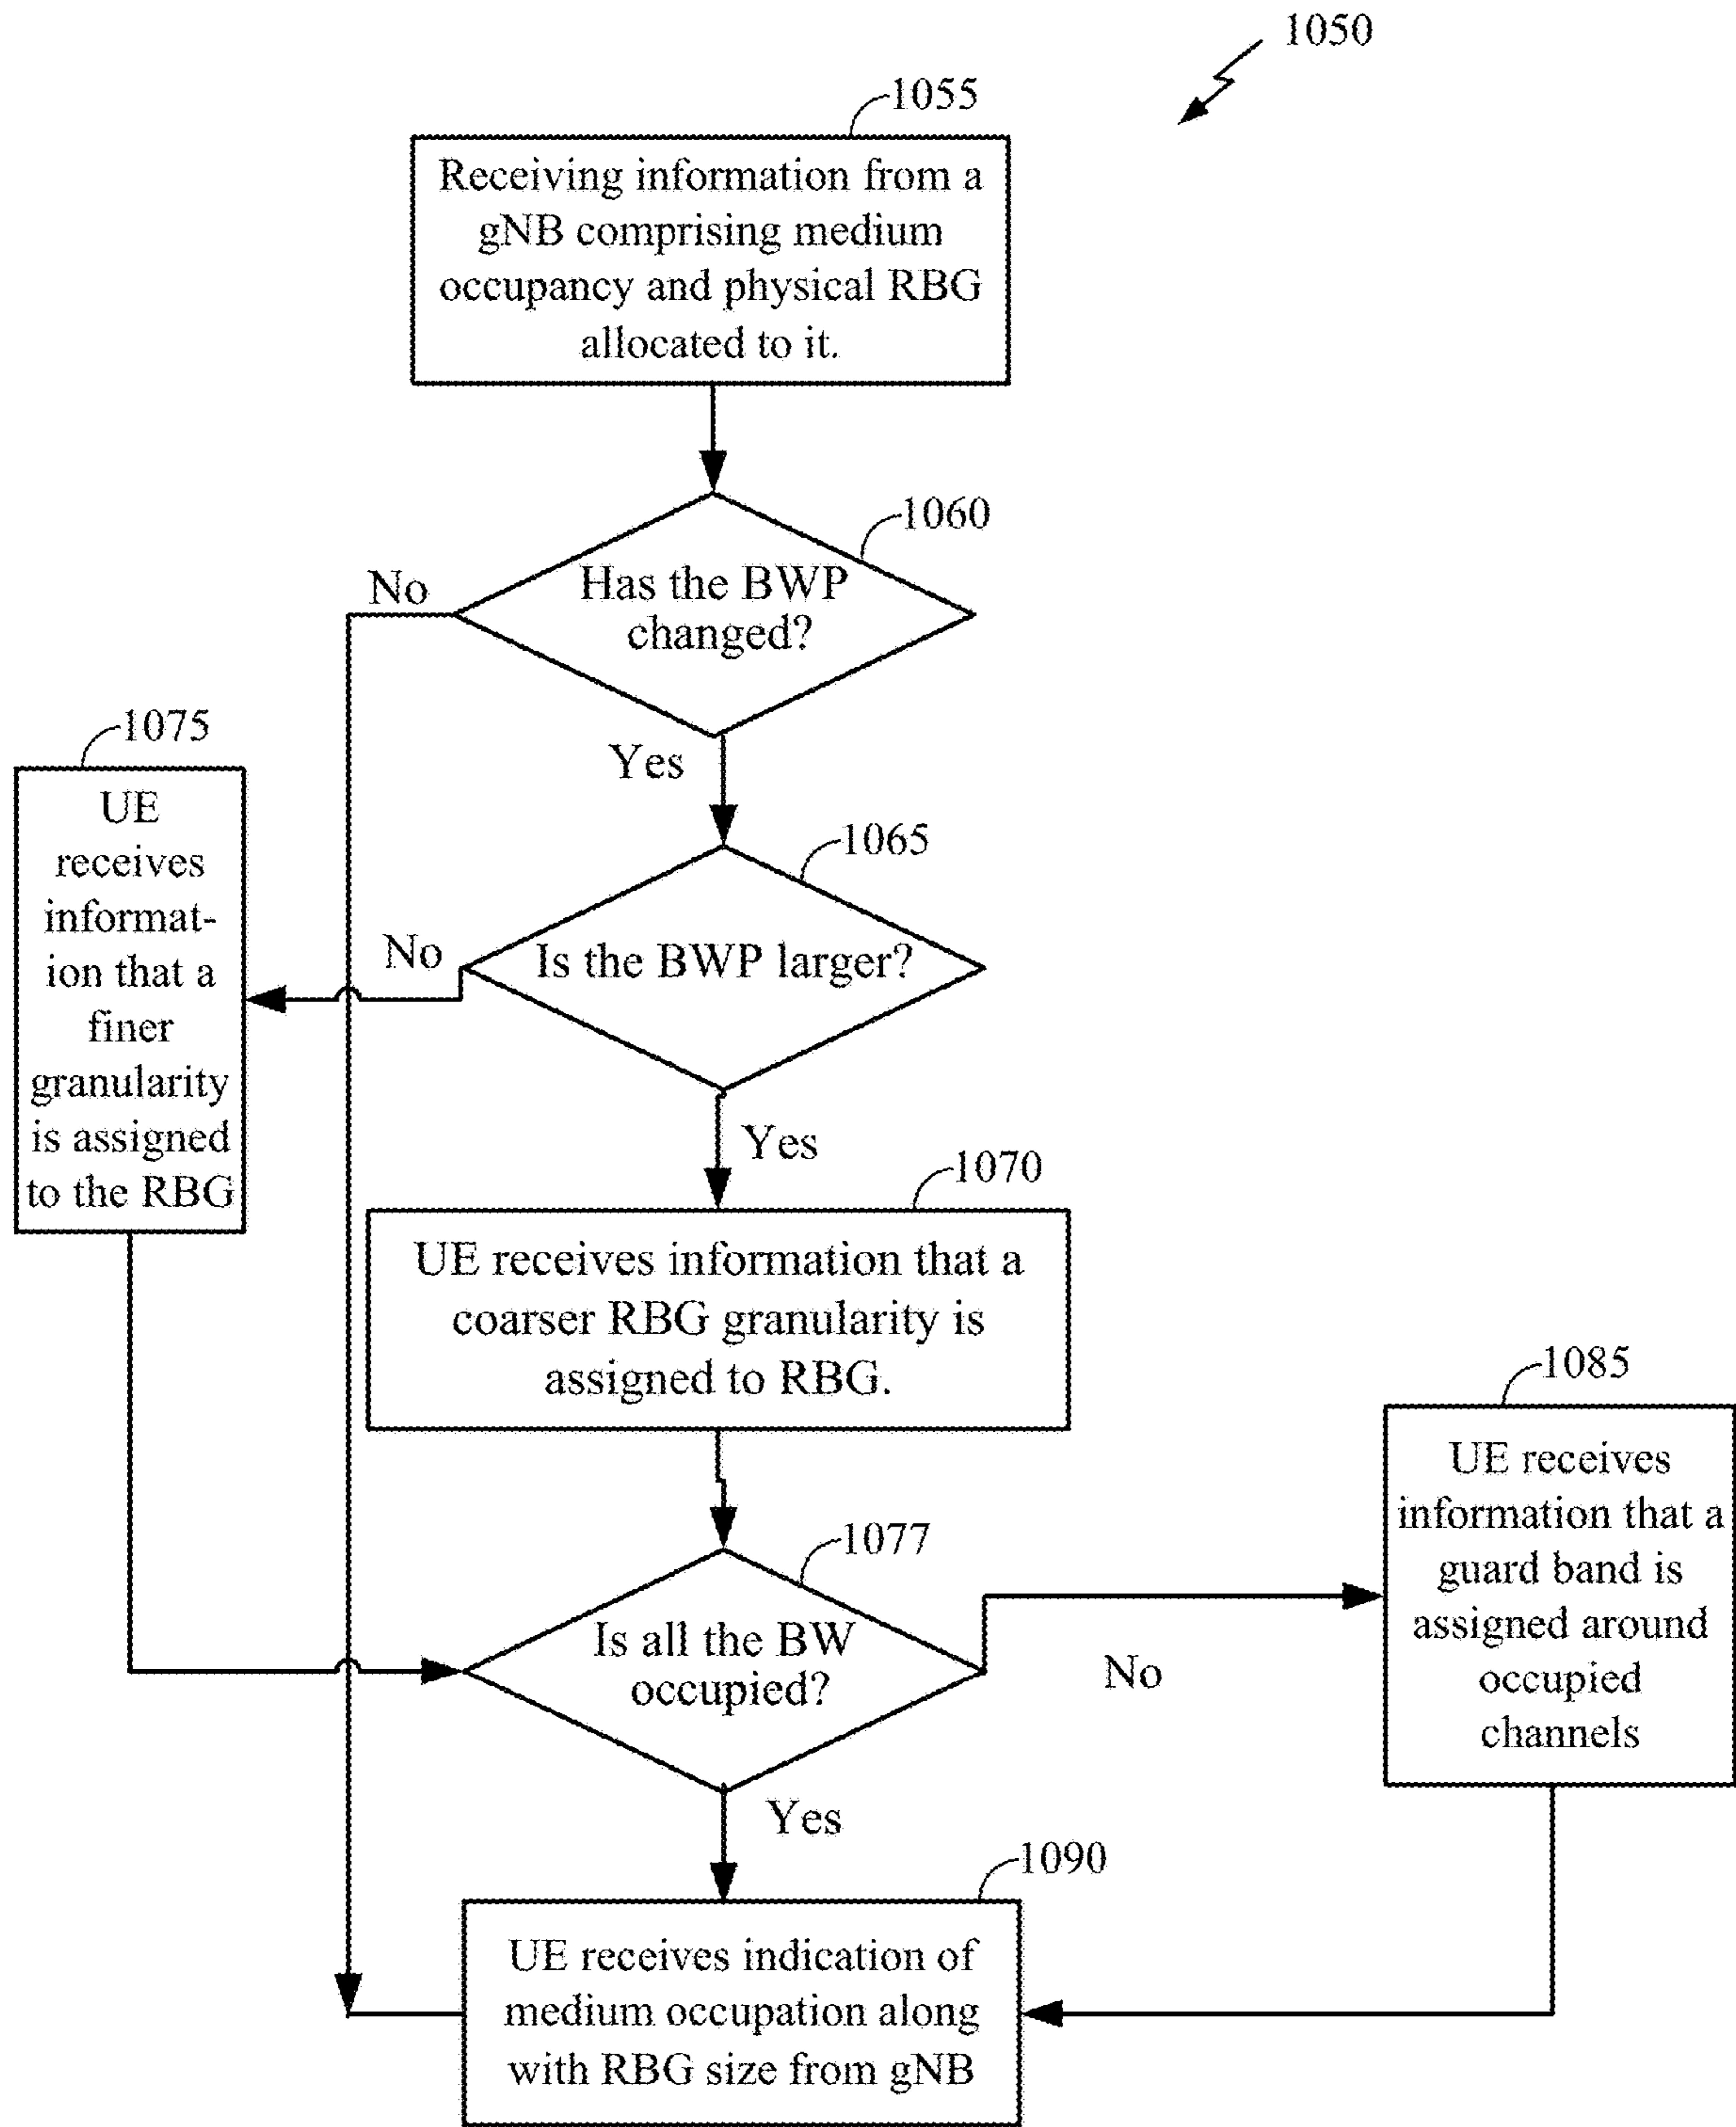 1050
1055
Receiving information from a
gNB comprising medium
occupancy and physical RBG
allocated to it.
1060
Has the BWP
changed?
No
Yes
1065
Is the BWP larger?
No
1075
UE
receives
informat-
ion that a
finer
granularity
is assigned
to the RBG
Yes
1070
UE receives information that a
coarser RBG granularity is
assigned to RBG.
1077
Is all the BW
occupied?
No
1085
UE receives
information that a
guard band is
assigned around
occupied
channels
Yes
1090
UE receives indication of
medium occupation along
with RBG size from gNB